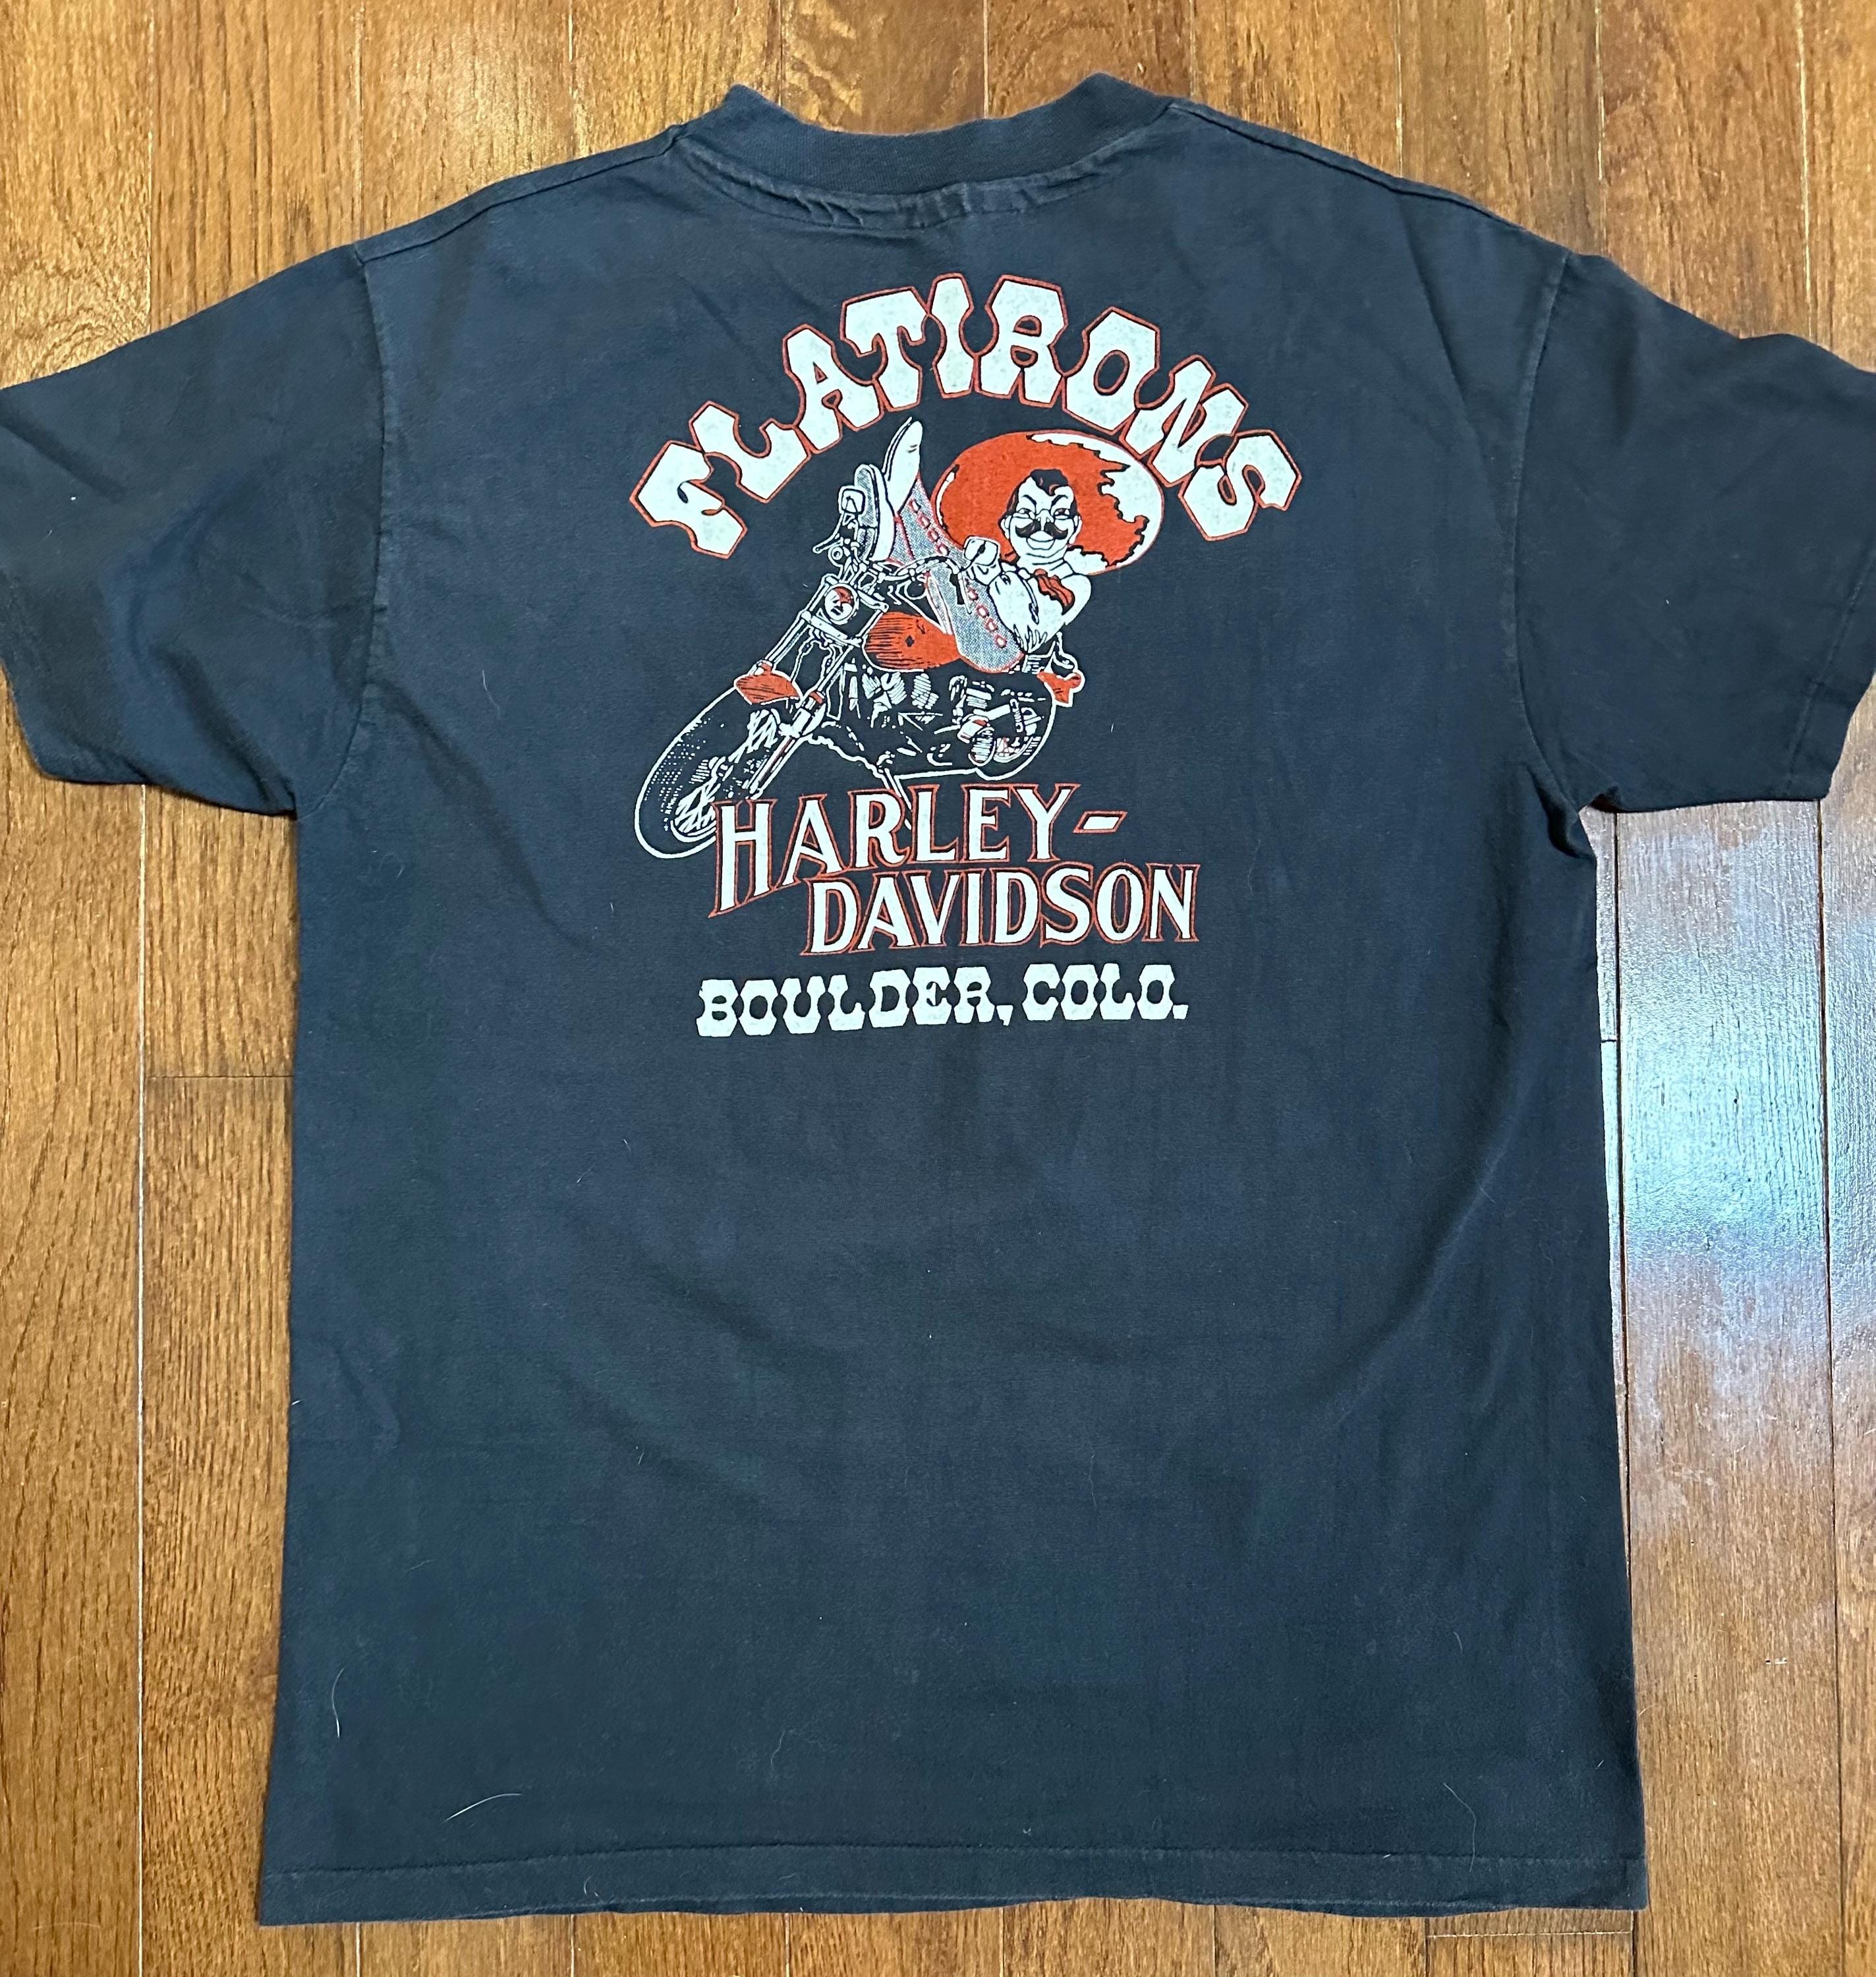 FLATIRONS
HARLEY-
DAVIDSON
BOULDER, COLO.